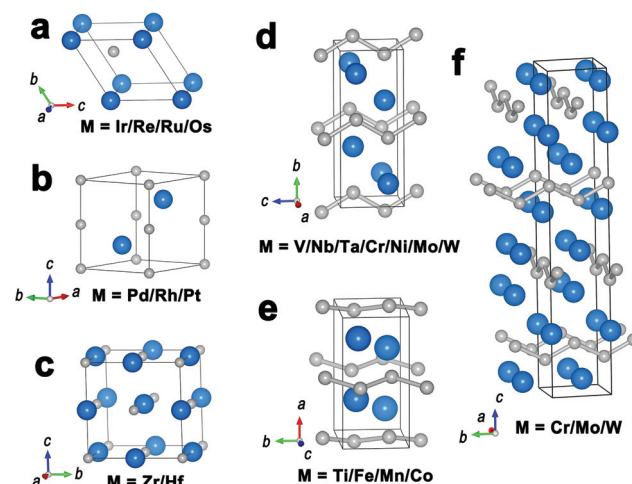 a
b
a
c
M = Ir/Re/Ru/Os
b
c
b
a
M = Pd/Rh/Pt
c
c
a
b
M = Zr/Hf
d
b
c
a
M = V/Nb/Ta/Cr/Ni/Mo/W
e
a
b
c
M = Ti/Fe/Mn/Co
f
c
a
b
M = Cr/Mo/W